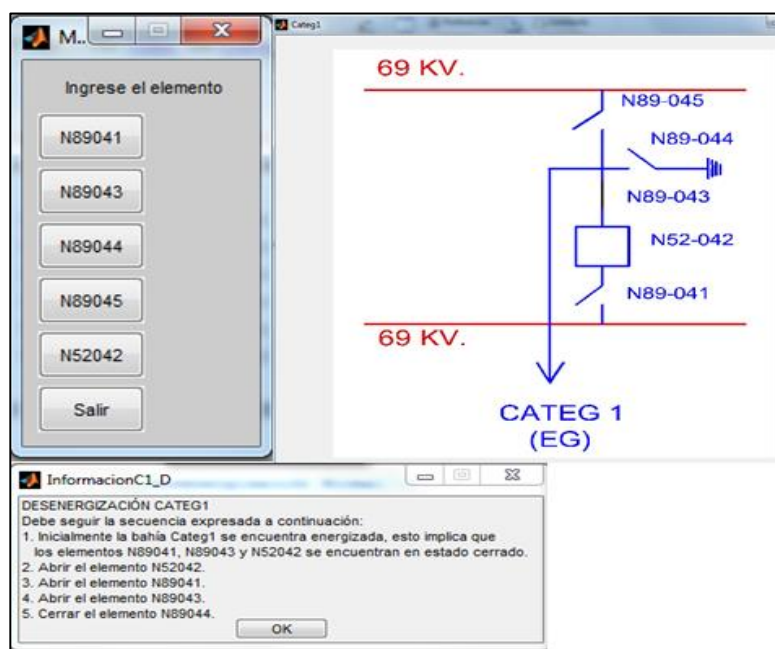 M..
Ingrese el elemento
N89041
N89043
N89044
N89045
N52042
Salir
Categ1
69 KV.
N89-045
N89-044
N89-043
N52-042
N89-041
69 KV.
CATEG 1
(EG)
InformacionC1_D
DESENERGIZACIÓN CATEG1
Debe seguir la secuencia expresada a continuación:
1. Inicialmente la bahía Categ1 se encuentra energizada, esto implica que
los elementos N89041, N89043 y N52042 se encuentran en estado cerrado.
2. Abrir el elemento N52042.
3. Abrir el elemento N89041.
4. Abrir el elemento N89043.
5. Cerrar el elemento N89044.
OK